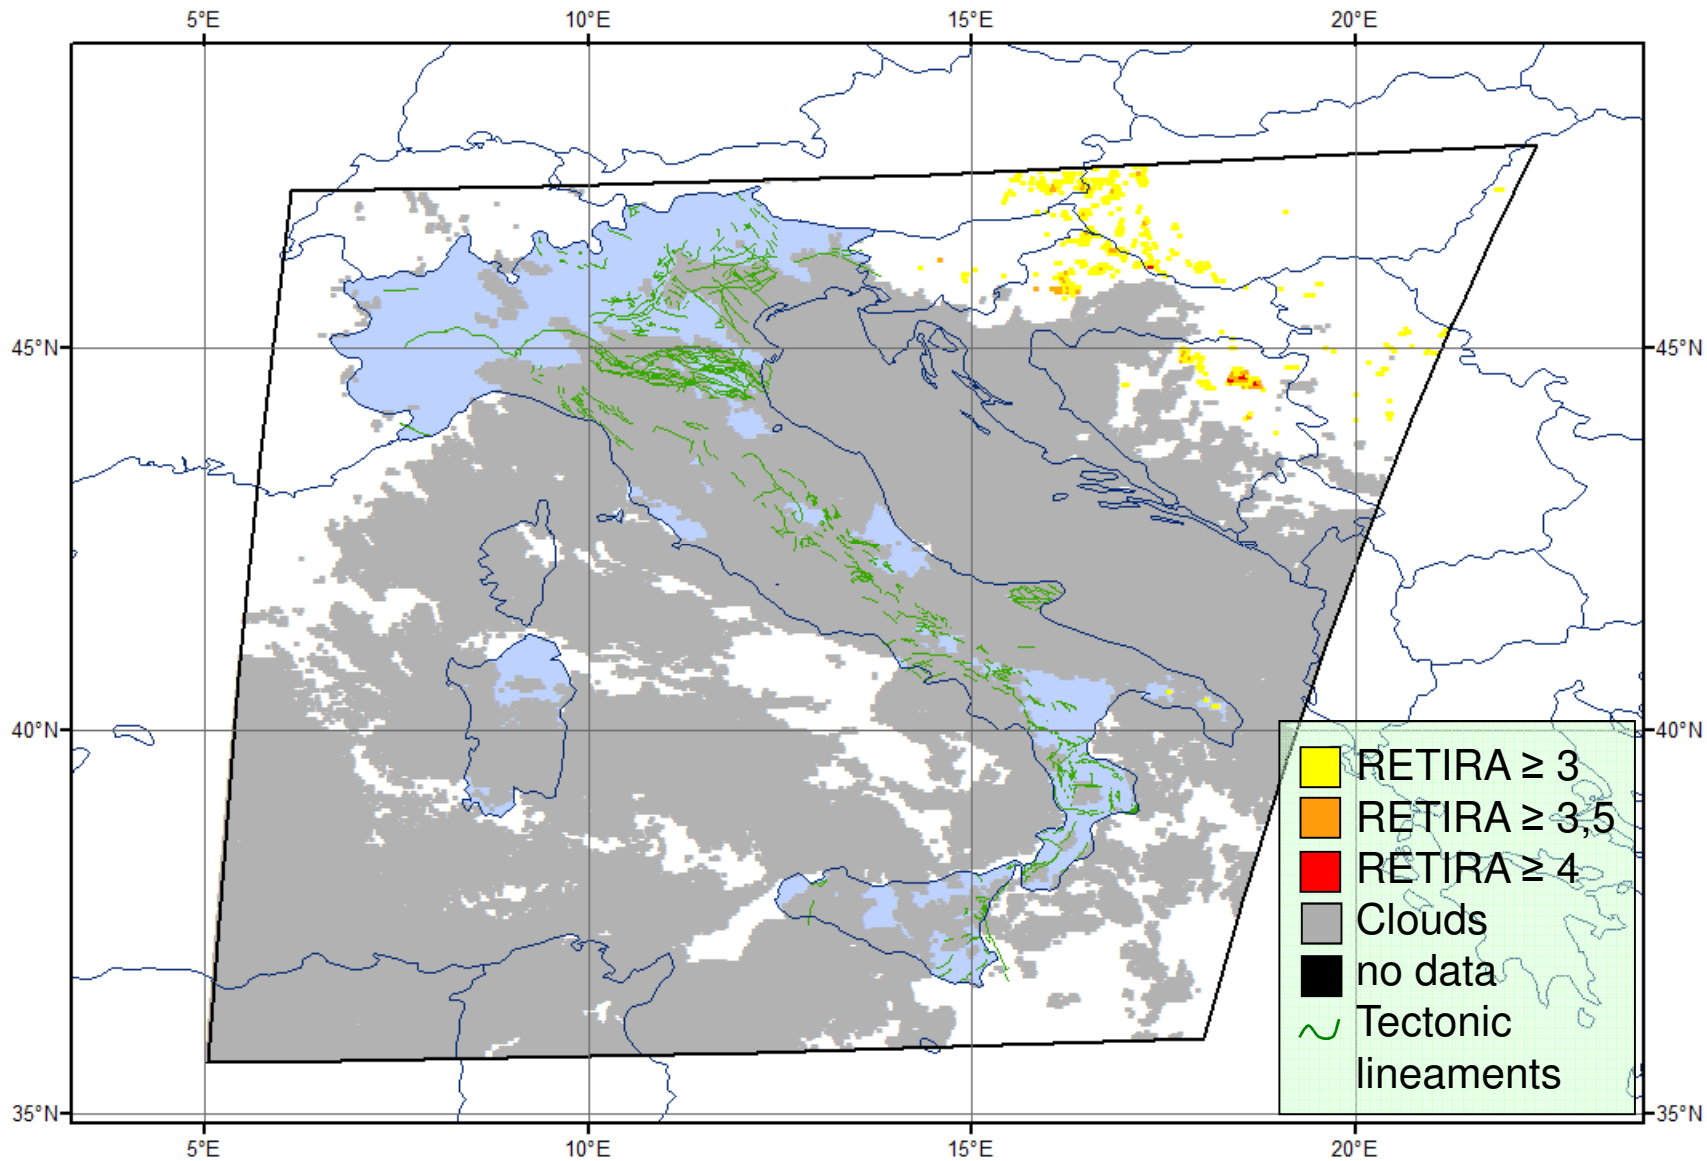 5°E 10°E 15°E 20°E
45°N 45°N
40°N 40°N
RETIRA ≥ 3
RETIRA ≥ 3,5
RETIRA ≥ 4
Clouds
no data
Tectonic
lineaments
35°N 35°N
5°E 10°E 15°E 20°E